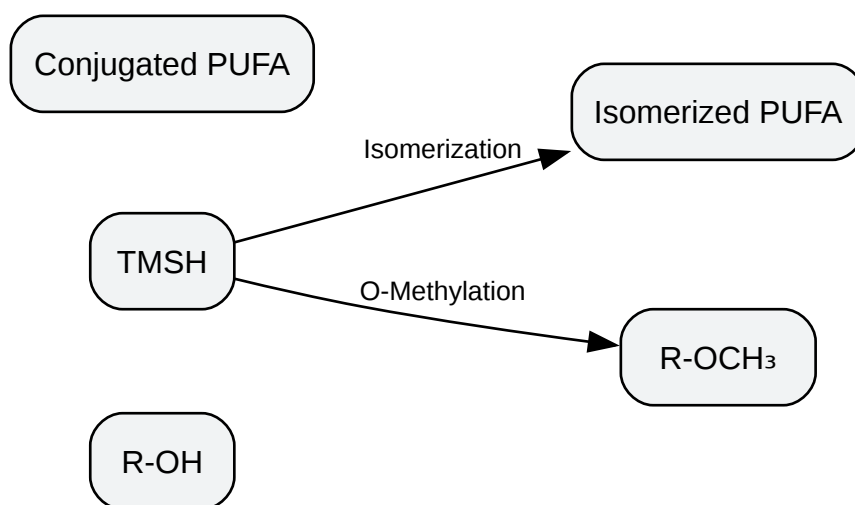 Conjugated PUFA
Isomerized PUFA
Isomerization
TMSH
O-Methylation
R-OCH₃
R-OH